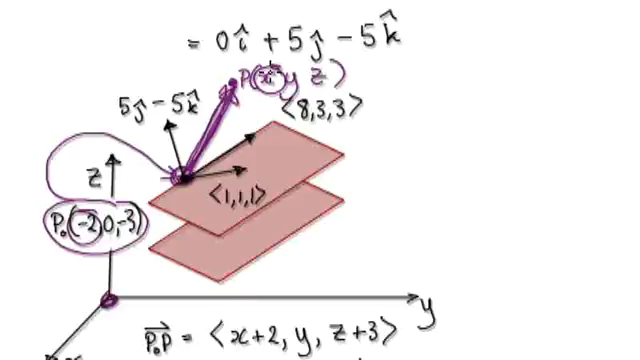 = 0î + 5ĵ - 5k̂
P(x, y z)
5ĵ - 5k̂
<8,3,3>
z
<1,1,1>
P₀(-2,0,-3)
y
P₀P⃗ = <x+2, y, z+3>